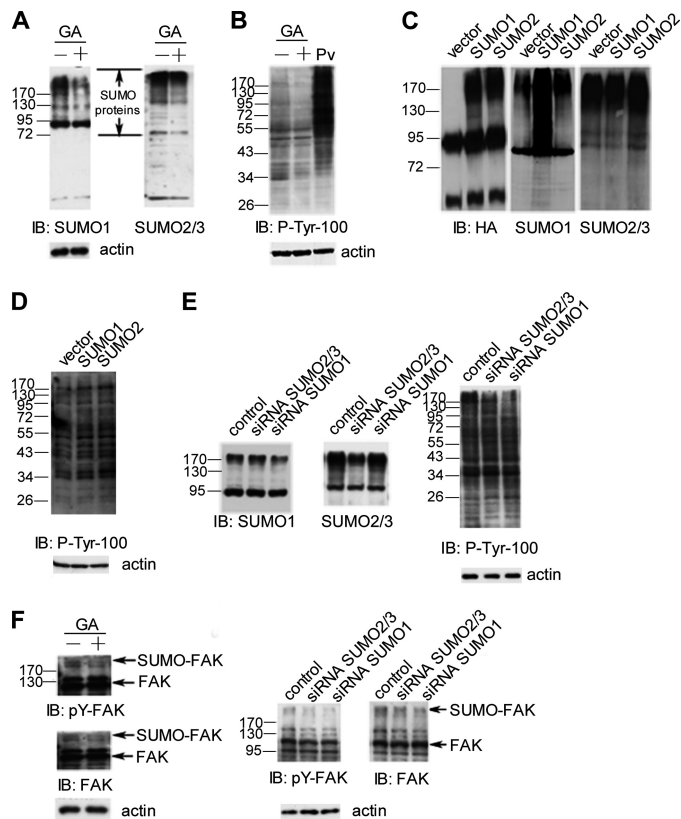 A
GA
— +
170
130
95
72
SUMO
proteins
IB: SUMO1 SUMO2/3
actin
B
GA
— + Pv
170
130
95
72
55
43
34
26
IB: P-Tyr-100
actin
C
vector
SUMO1
SUMO2
vector
SUMO1
SUMO2
vector
SUMO1
SUMO2
170
130
95
72
IB: HA SUMO1 SUMO2/3
D
vector
SUMO1
SUMO2
170
130
95
72
55
43
34
26
IB: P-Tyr-100
actin
E
control
siRNA SUMO2/3
siRNA SUMO1
170
130
95
IB: SUMO1
control
siRNA SUMO2/3
siRNA SUMO1
SUMO2/3
control
siRNA SUMO2/3
siRNA SUMO1
170
130
95
72
55
43
34
26
IB: P-Tyr-100
actin
F
GA
— +
SUMO-FAK
170
130
FAK
IB: pY-FAK
SUMO-FAK
FAK
IB: FAK
actin
control
siRNA SUMO2/3
siRNA SUMO1
170
130
95
IB: pY-FAK
control
siRNA SUMO2/3
siRNA SUMO1
SUMO-FAK
FAK
IB: FAK
actin